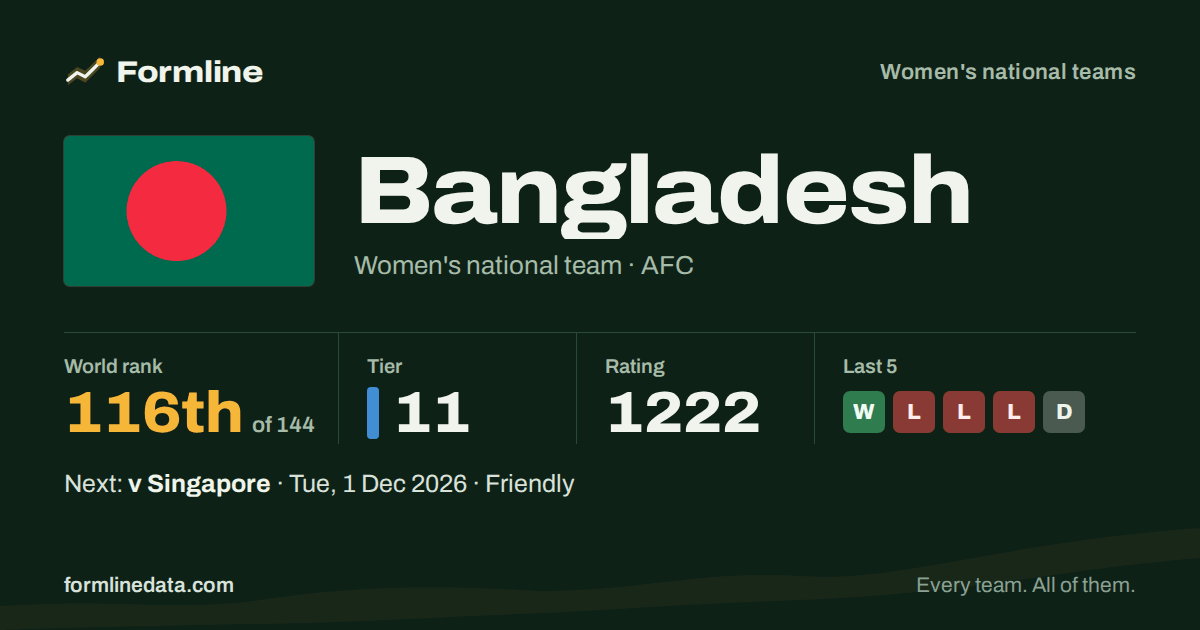 Formline
Women's national teams
Bangladesh
Women's national team · AFC
World rank
116th of 144
Tier
11
Rating
1222
Last 5
W L L L D
Next: v Singapore · Tue, 1 Dec 2026 · Friendly
formlinedata.com
Every team. All of them.